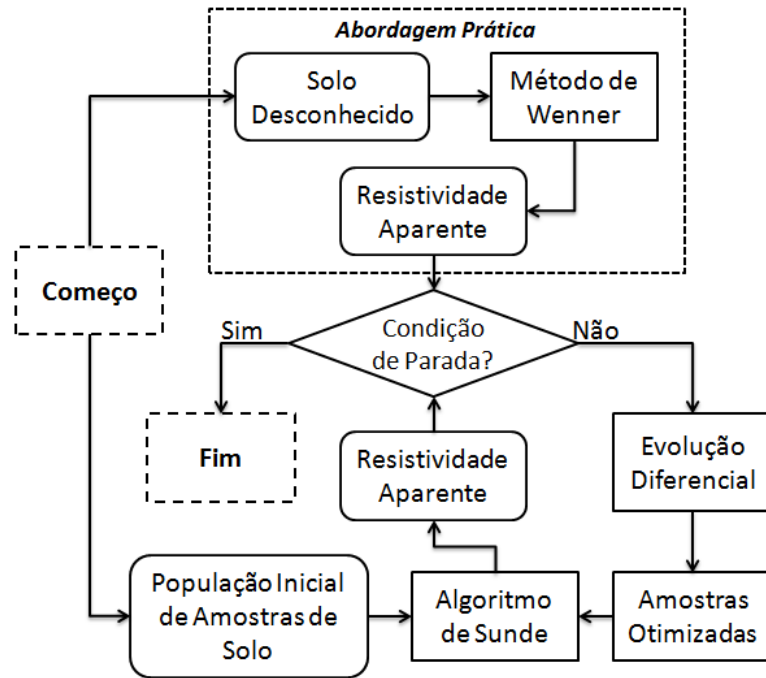 Abordagem Prática
Solo
Desconhecido
Método de
Wenner
Resistividade
Aparente
Começo
Sim
Condição
de Parada?
Não
Fim
Resistividade
Aparente
Evolução
Diferencial
População Inicial
de Amostras de
Solo
Algoritmo
de Sunde
Amostras
Otimizadas